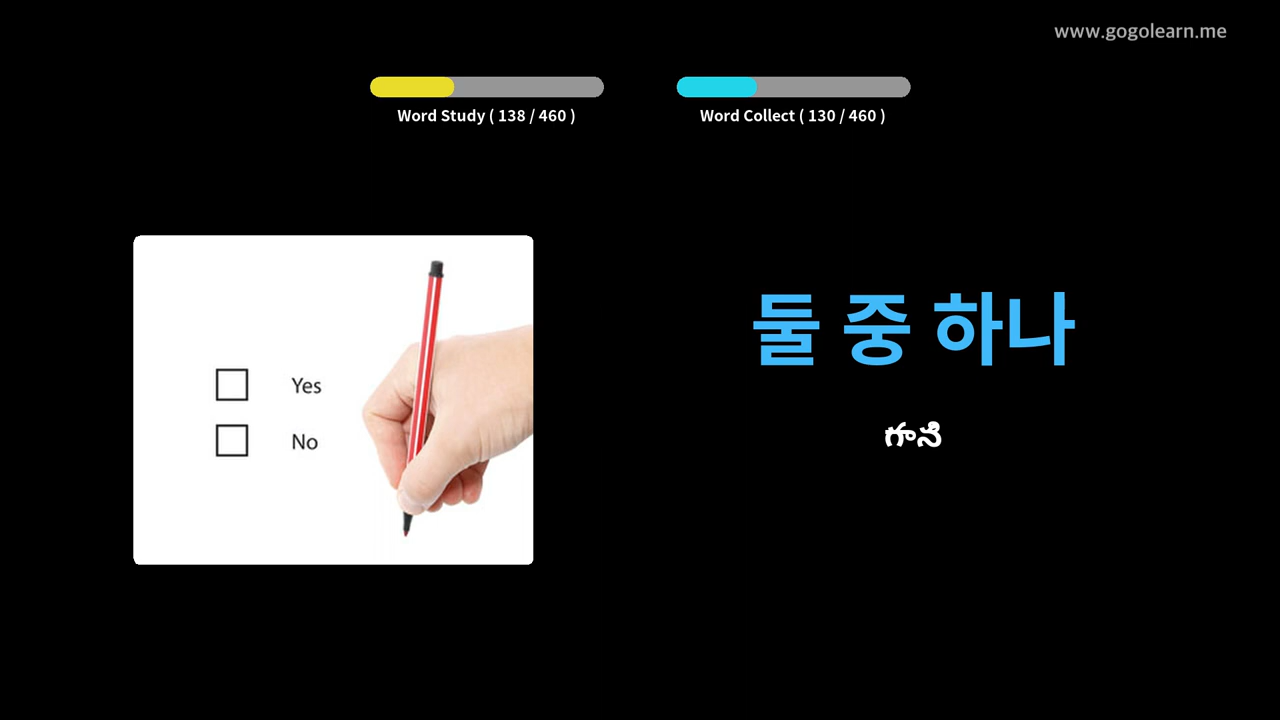 www.gogolearn.me
Word Study ( 138 / 460 )
Word Collect ( 130 / 460 )
Yes
No
둘 중 하나
గాని